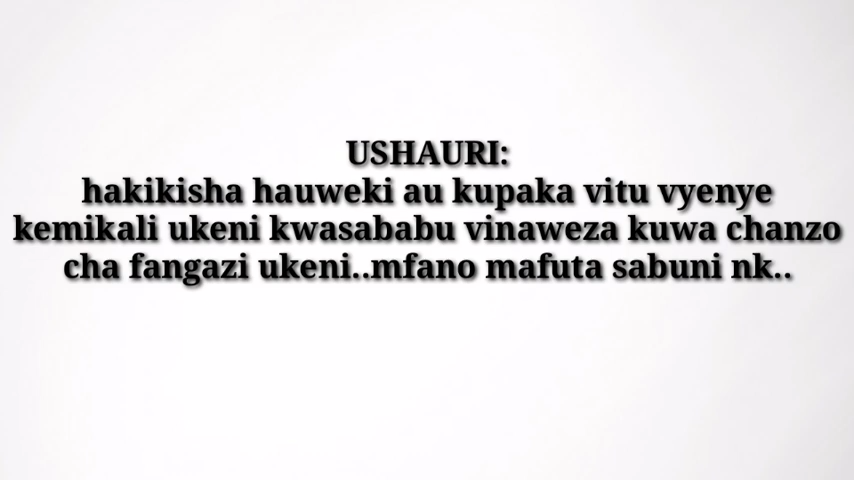 USHAURI:
hakikisha hauweki au kupaka vitu vyenye
kemikali ukeni kwasababu vinaweza kuwa chanzo
cha fangazi ukeni..mfano mafuta sabuni nk..